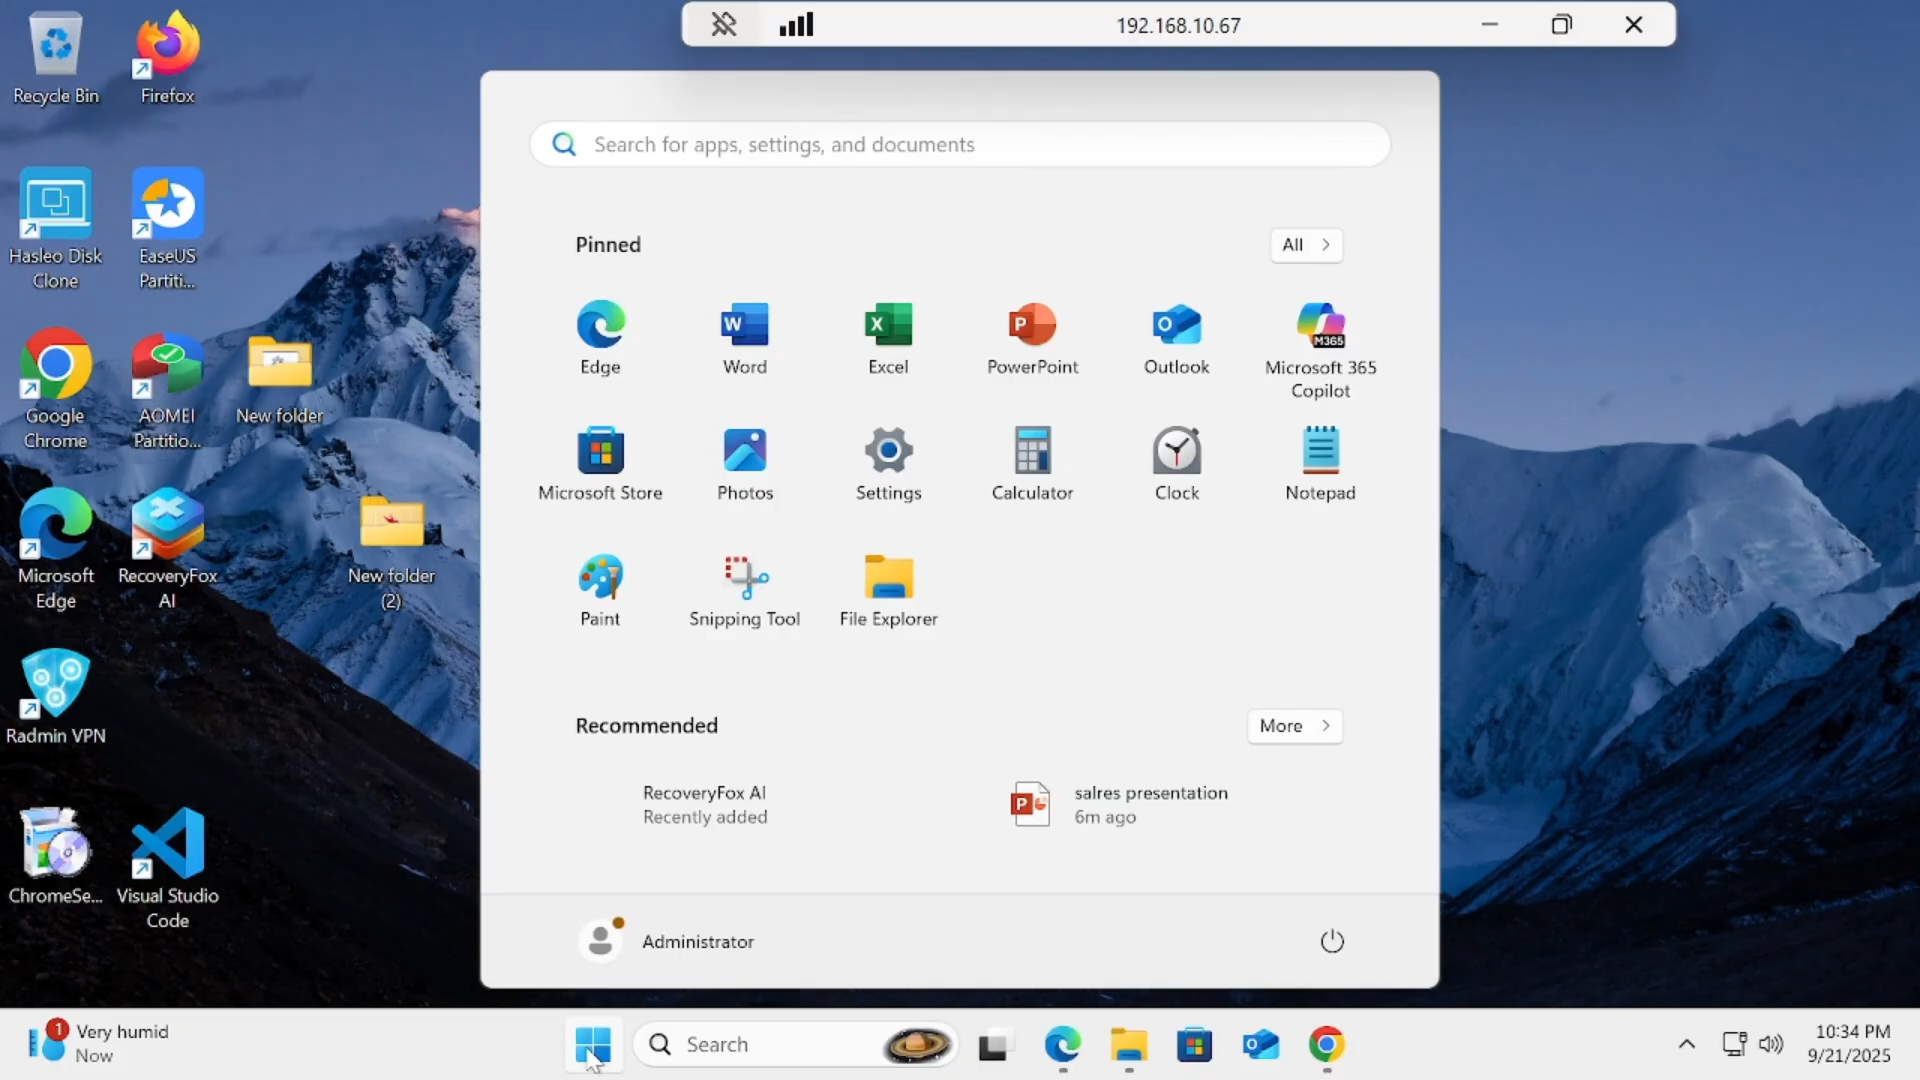 192.168.10.67
Recycle Bin
Firefox
Hasleo Disk
Clone
EaseUS
Partiti...
Google
Chrome
AOMEI
Partitio...
New folder
Microsoft
Edge
RecoveryFox
AI
New folder
(2)
Radmin VPN
ChromeSe...
Visual Studio
Code
Search for apps, settings, and documents
Pinned
All
Edge
Word
Excel
PowerPoint
Outlook
M365
Microsoft 365
Copilot
Microsoft Store
Photos
Settings
Calculator
Clock
Notepad
Paint
Snipping Tool
File Explorer
Recommended
More
RecoveryFox AI
Recently added
salres presentation
6m ago
Administrator
1
Very humid
Now
Search
10:34 PM
9/21/2025